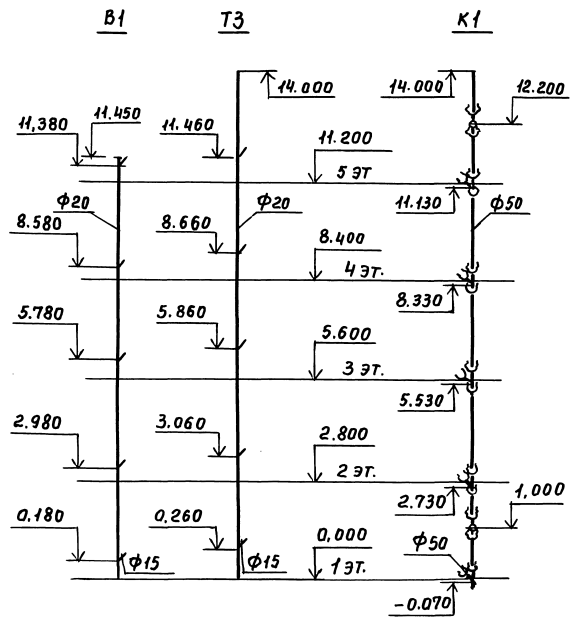 В1 Т3 К1
14.000 14.000 12.200
11,380 11.450 11.460 11.200
5 ЭТ
ф20 ф20 11.130 ф50
8.580 8.660 8.400
4 ЭТ.
8.330
5.780 5.860 5.600
3 ЭТ.
5.530
2.980 3.060 2.800
2 ЭТ.
2.730 1,000
0,180 0,260 0,000 ф50
ф15 ф15 1 ЭТ.
-0.070